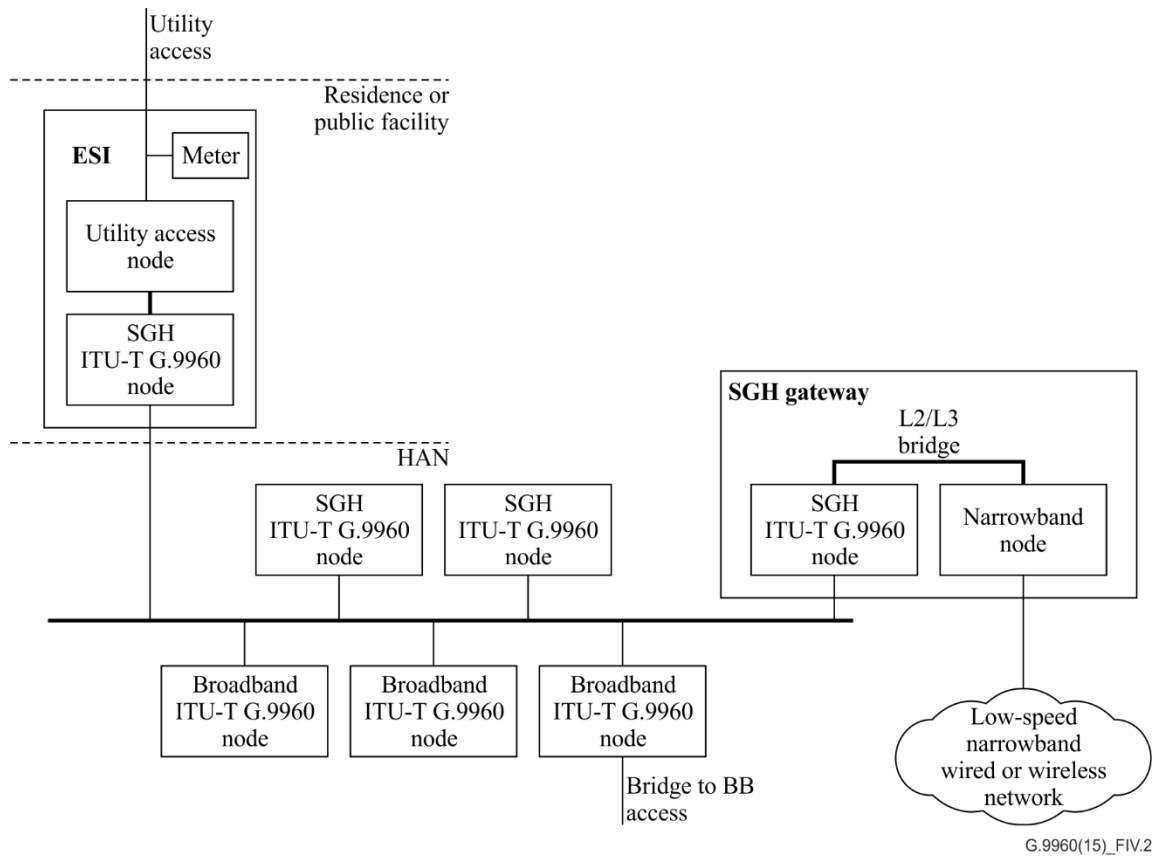 Utility
access
Residence or
public facility
ESI
Meter
Utility access
node
SGH
ITU-T G.9960
node
HAN
SGH
ITU-T G.9960
node
SGH
ITU-T G.9960
node
SGH gateway
L2/L3
bridge
SGH
ITU-T G.9960
node
Narrowband
node
Broadband
ITU-T G.9960
node
Broadband
ITU-T G.9960
node
Broadband
ITU-T G.9960
node
Bridge to BB
access
Low-speed
narrowband
wired or wireless
network
G.9960(15)_FIV.2